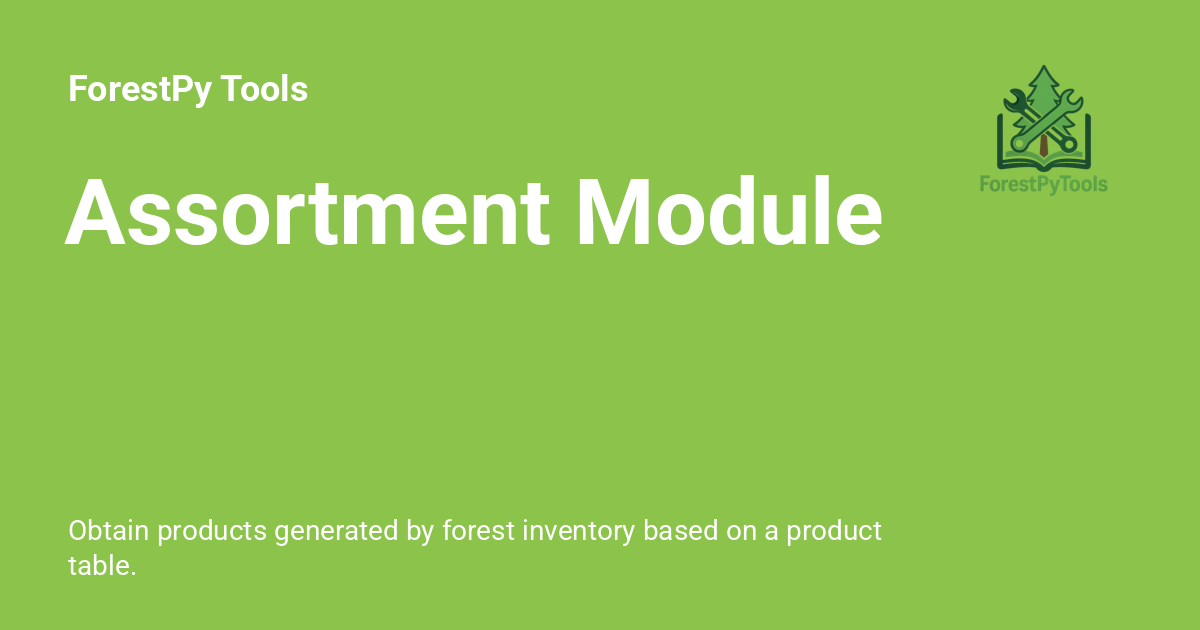 ForestPy Tools
ForestPyTools
Assortment Module
Obtain products generated by forest inventory based on a product
table.